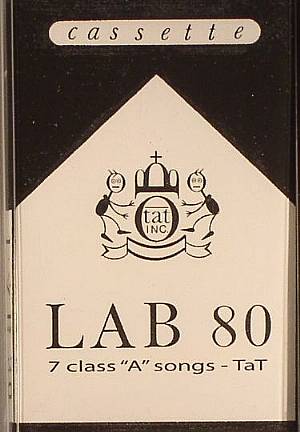 cassette
tat
INC.
LAB 80
7 class "A" songs - TaT